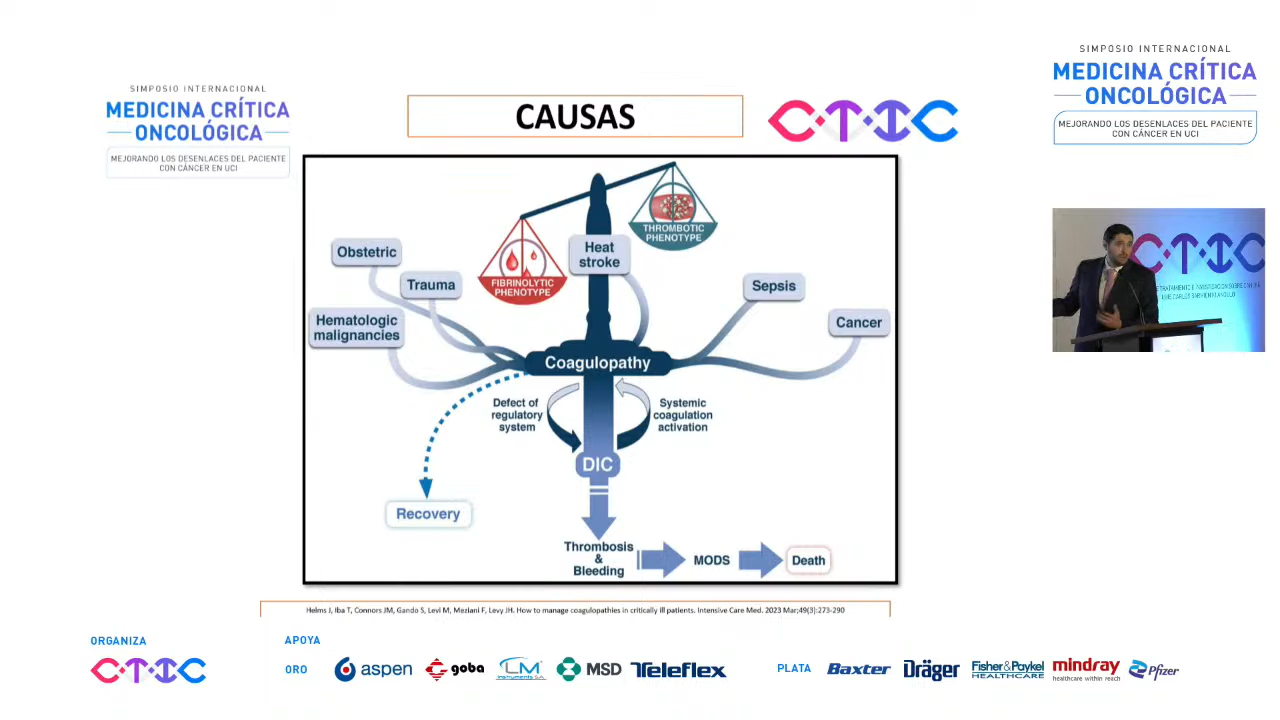 SIMPOSIO INTERNACIONAL
MEDICINA CRÍTICA
ONCOLÓGICA
MEJORANDO LOS DESENLACES DEL PACIENTE
CON CÁNCER EN UCI
CAUSAS
CTIC
SIMPOSIO INTERNACIONAL
MEDICINA CRÍTICA
ONCOLÓGICA
MEJORANDO LOS DESENLACES DEL PACIENTE
CON CÁNCER EN UCI
THROMBOTIC
PHENOTYPE
FIBRINOLYTIC
PHENOTYPE
Obstetric
Trauma
Hematologic
malignancies
Heat
stroke
Sepsis
Cancer
Coagulopathy
Defect of
regulatory
system
Systemic
coagulation
activation
DIC
Recovery
Thrombosis
&
Bleeding
MODS
Death
CTIC
Helms J, Iba T, Connors JM, Gando S, Levi M, Meziani F, Levy JH. How to manage coagulopathies in critically ill patients. Intensive Care Med. 2023 Mar;49(3):273-290
ORGANIZA
CTIC
APOYA
ORO
aspen
goba
LM
instruments S.A.
MSD
Teleflex
PLATA
Baxter
Dräger
Fisher&Paykel
HEALTHCARE
mindray
healthcare within reach
Pfizer